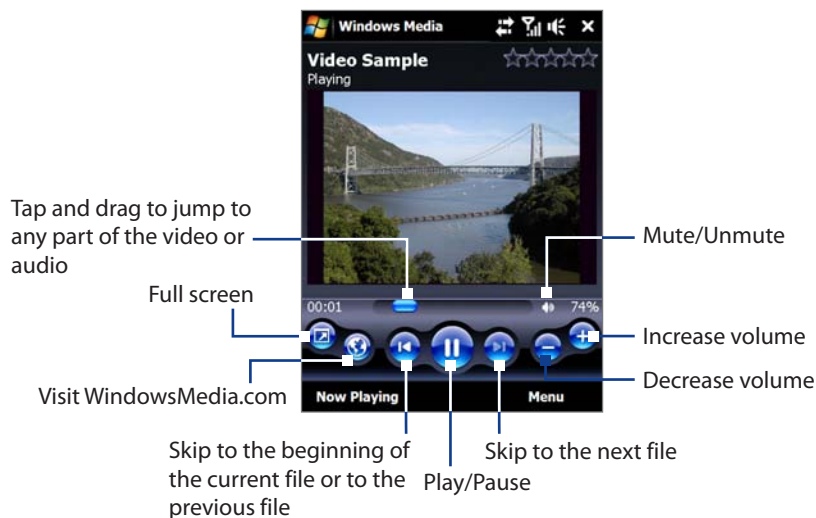 Windows Media
Video Sample
Playing
Tap and drag to jump to
any part of the video or
audio
Mute/Unmute
Full screen
00:01
74%
Increase volume
Decrease volume
Visit WindowsMedia.com
Now Playing
Menu
Skip to the beginning of
the current file or to the
previous file
Play/Pause
Skip to the next file